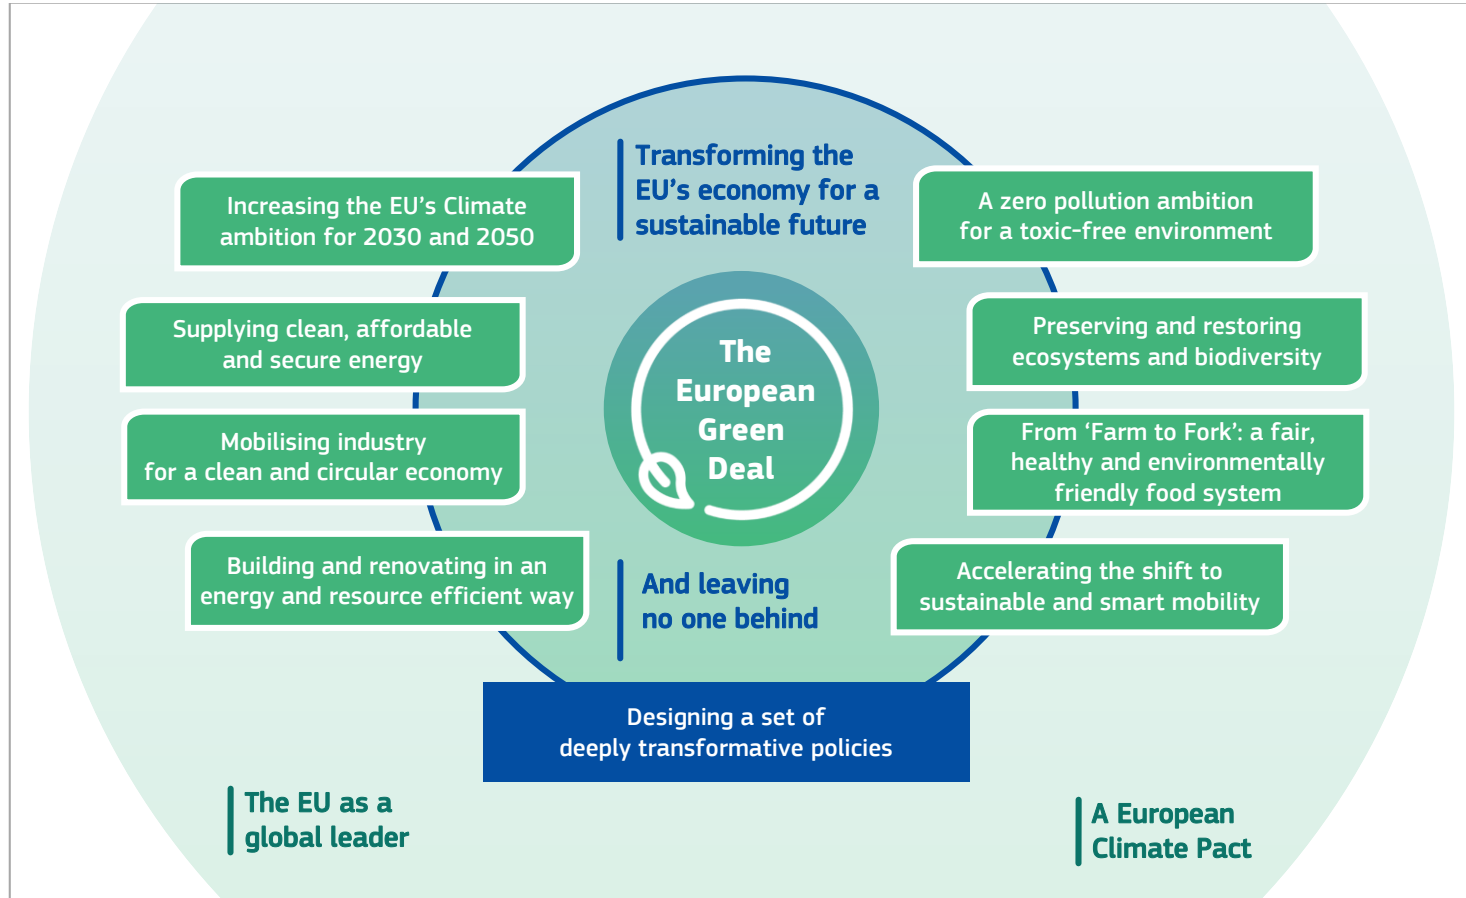 Transforming the
EU's economy for a
sustainable future
Increasing the EU's Climate
ambition for 2030 and 2050
Supplying clean, affordable
and secure energy
Mobilising industry
for a clean and circular economy
Building and renovating in an
energy and resource efficient way
The
European
Green
Deal
A zero pollution ambition
for a toxic-free environment
Preserving and restoring
ecosystems and biodiversity
From ‘Farm to Fork’: a fair,
healthy and environmentally
friendly food system
Accelerating the shift to
sustainable and smart mobility
And leaving
no one behind
Designing a set of
deeply transformative policies
The EU as a
global leader
A European
Climate Pact